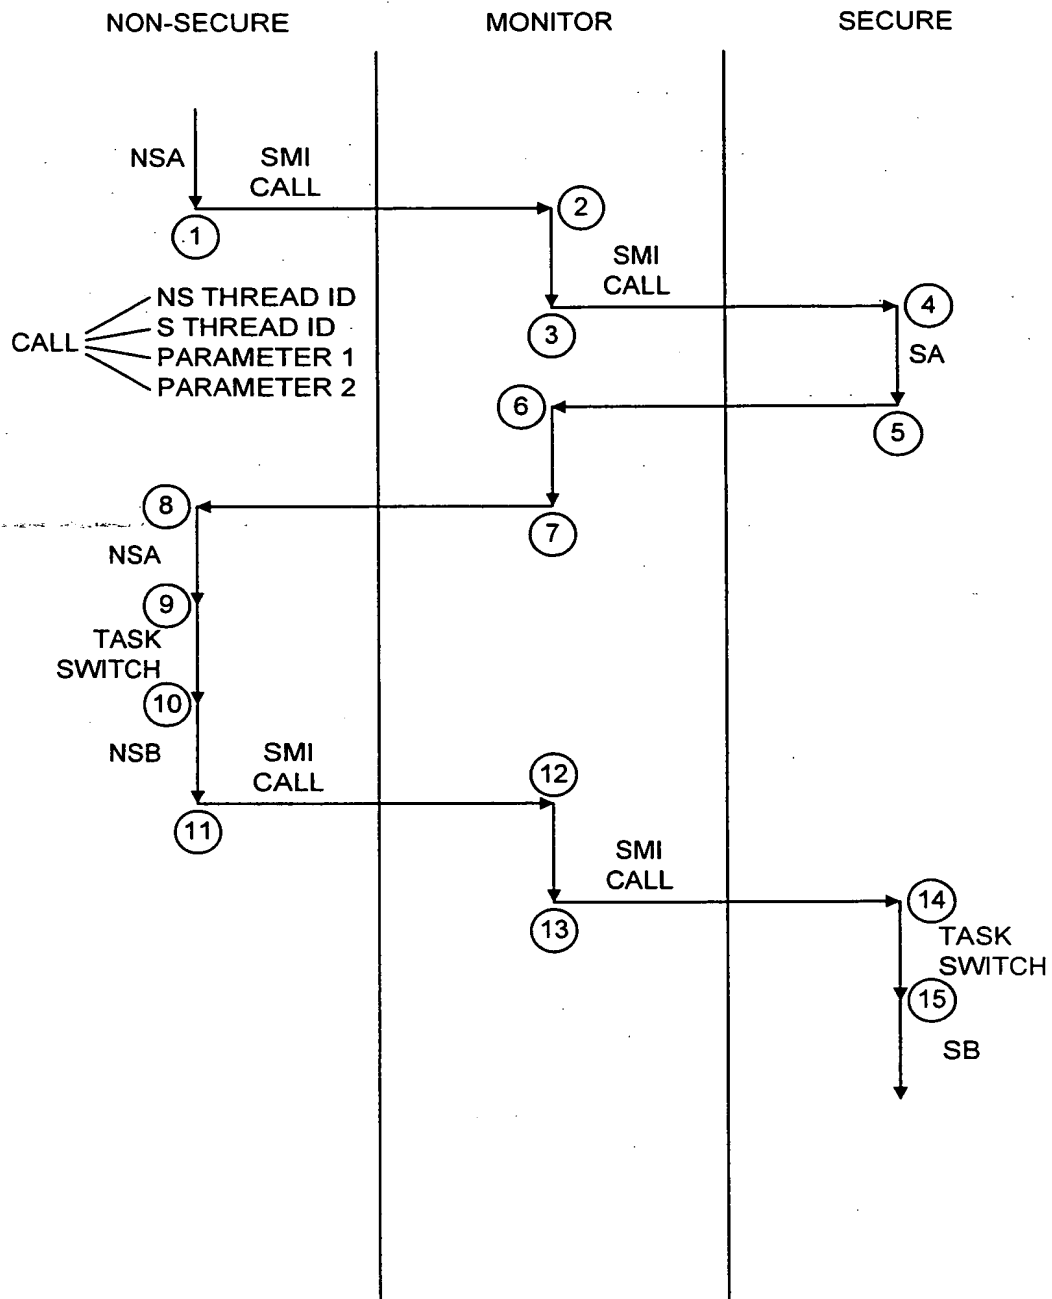 NON-SECURE MONITOR SECURE
NSA
SMI
CALL
1
2
SMI
CALL
3
4
SA
CALL
NS THREAD ID
S THREAD ID
PARAMETER 1
PARAMETER 2
6
5
8
7
NSA
9
TASK
SWITCH
10
NSB
SMI
CALL
11
12
SMI
CALL
13
14
TASK
SWITCH
15
SB